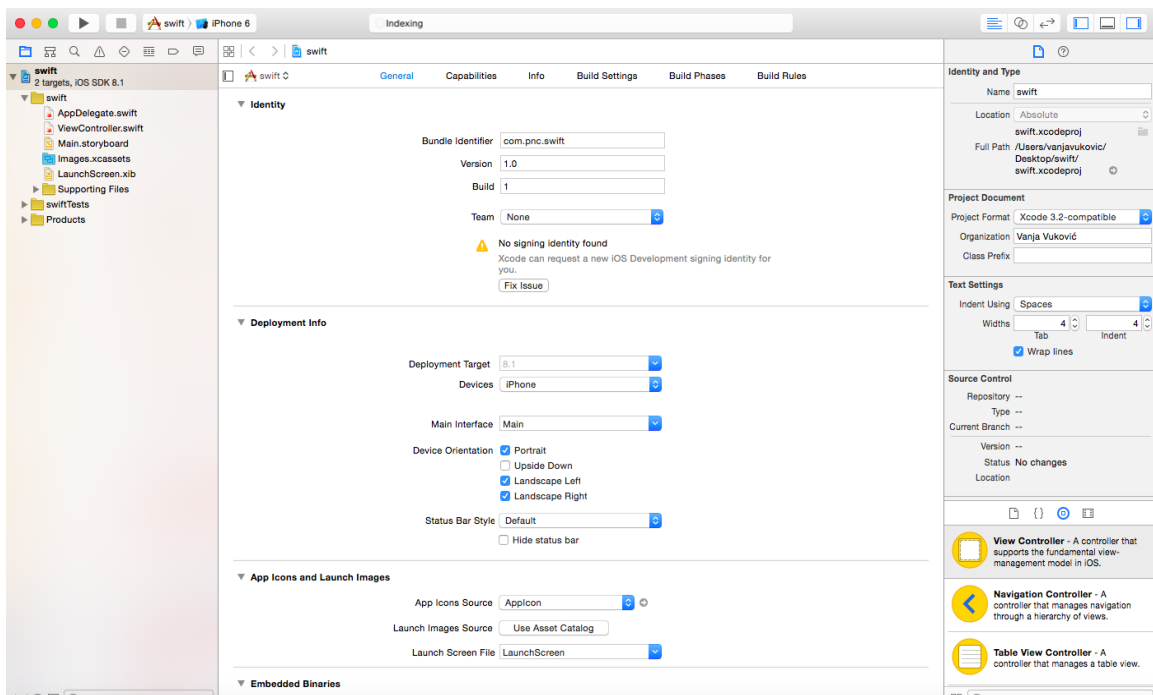 swift
iPhone 6
Indexing
swift
2 targets, iOS SDK 8.1
swift
AppDelegate.swift
ViewController.swift
Main.storyboard
Images.xcassets
LaunchScreen.xib
Supporting Files
swiftTests
Products
swift
swift
General Capabilities Info Build Settings Build Phases Build Rules
Identity
Bundle Identifier com.pnc.swift
Version 1.0
Build 1
Team None
No signing identity found
Xcode can request a new iOS Development signing identity for
you.
Fix Issue
Deployment Info
Deployment Target 8.1
Devices iPhone
Main Interface Main
Device Orientation Portrait
Upside Down
Landscape Left
Landscape Right
Status Bar Style Default
Hide status bar
App Icons and Launch Images
App Icons Source AppIcon
Launch Images Source Use Asset Catalog
Launch Screen File LaunchScreen
Embedded Binaries
Identity and Type
Name swift
Location Absolute
swift.xcodeproj
Full Path /Users/vanjavukovic/
Desktop/swift/
swift.xcodeproj
Project Document
Project Format Xcode 3.2-compatible
Organization Vanja Vuković
Class Prefix
Text Settings
Indent Using Spaces
Widths 4 4
Tab Indent
Wrap lines
Source Control
Repository --
Type --
Current Branch --
Version --
Status No changes
Location
{}
View Controller - A controller that
supports the fundamental view-
management model in iOS.
Navigation Controller - A
controller that manages navigation
through a hierarchy of views.
Table View Controller - A
controller that manages a table view.